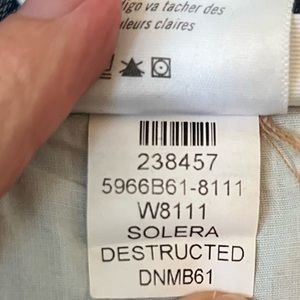 digo va tacher des
leurs claires
238457
5966B61-8111
W8111
SOLERA
DESTRUCTED
DNMB61